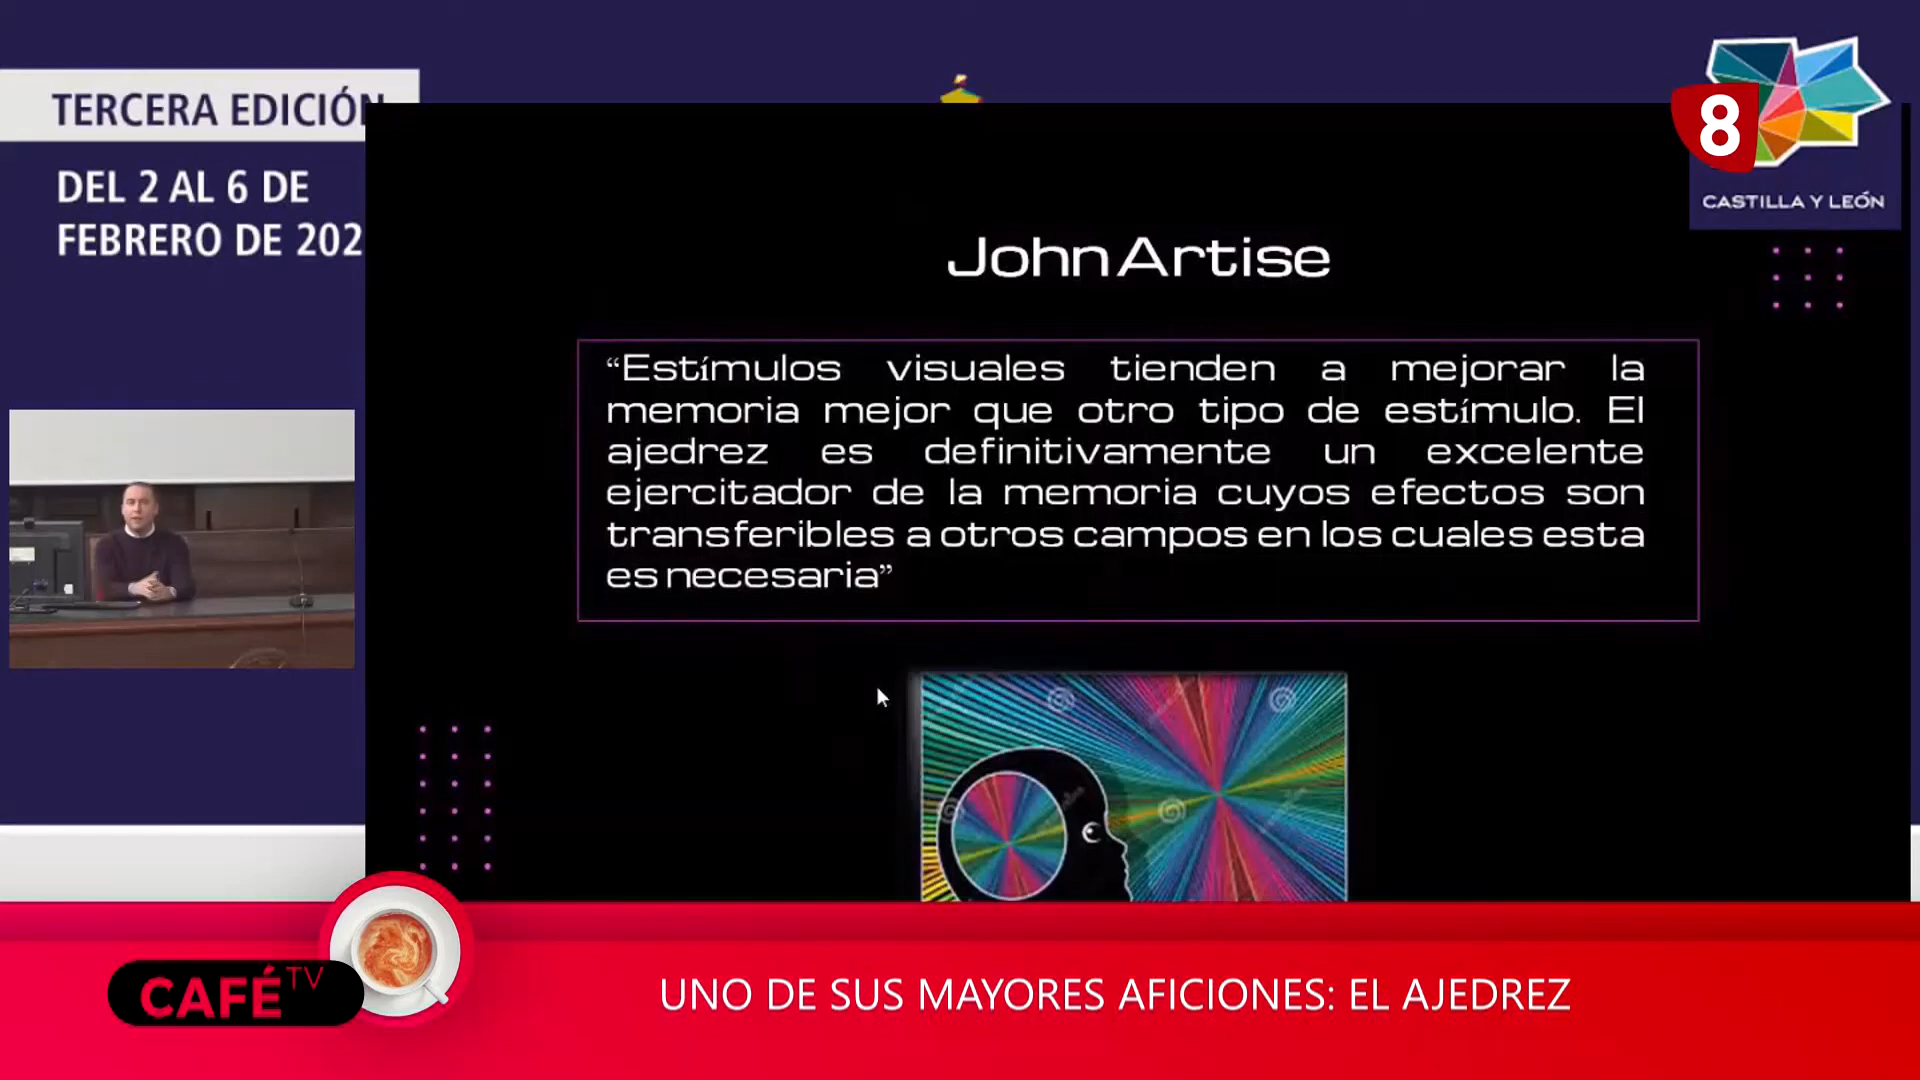 TERCERA EDICIÓN
DEL 2 AL 6 DE
FEBRERO DE 202
8
CASTILLA Y LEÓN
John Artise
“Estímulos visuales tienden a mejorar la
memoria mejor que otro tipo de estímulo. El
ajedrez es definitivamente un excelente
ejercitador de la memoria cuyos efectos son
transferibles a otros campos en los cuales esta
es necesaria”
CAFÉ TV
UNO DE SUS MAYORES AFICIONES: EL AJEDREZ